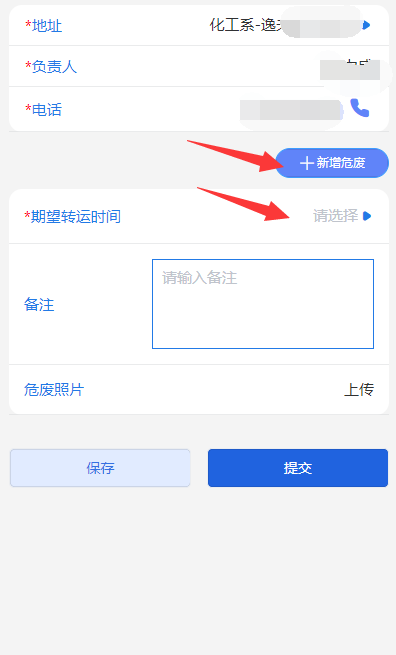 *地址 化工系-逸夫
*负责人
*电话
新增危废
*期望转运时间 请选择
备注 请输入备注
危废照片 上传
保存 提交